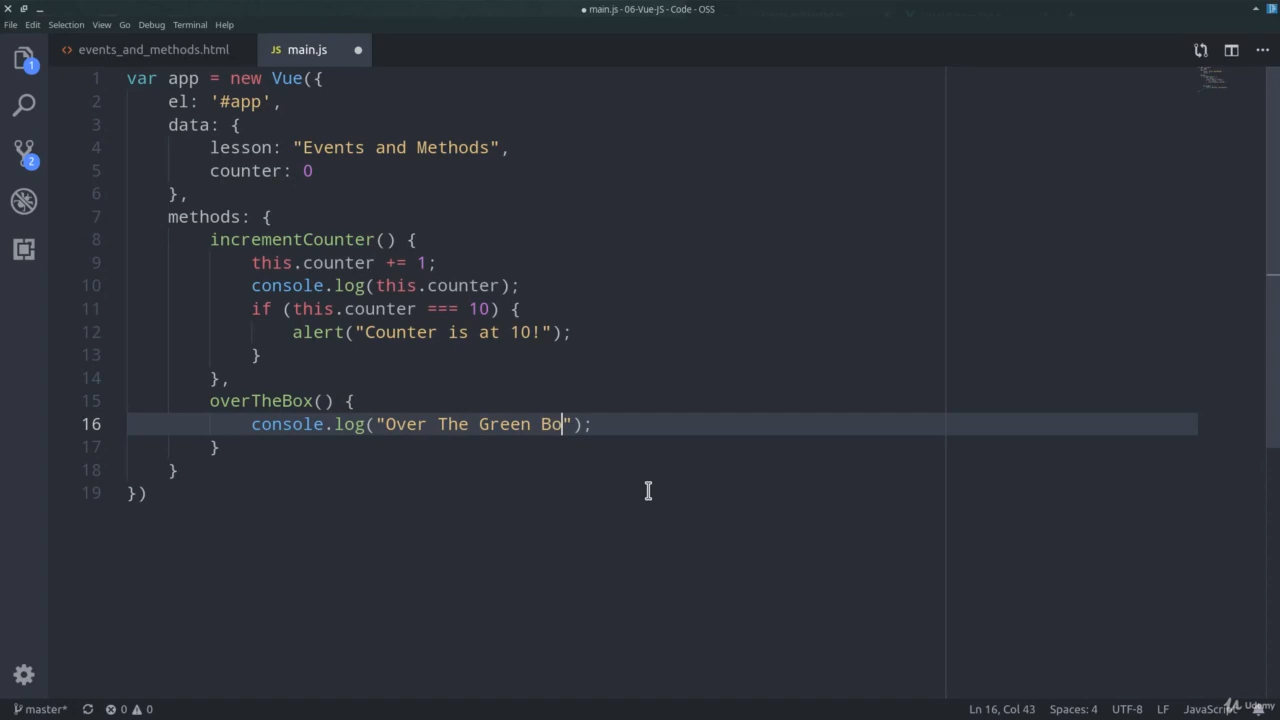 main.js - 06-Vue-JS - Code - OSS
File Edit Selection View Go Debug Terminal Help
events_and_methods.html
JS main.js
1 var app = new Vue({
2 el: '#app',
3 data: {
4 lesson: "Events and Methods",
5 counter: 0
6 },
7 methods: {
8 incrementCounter() {
9 this.counter += 1;
10 console.log(this.counter);
11 if (this.counter === 10) {
12 alert("Counter is at 10!");
13 }
14 },
15 overTheBox() {
16 console.log("Over The Green Bo");
17 }
18 }
19 })
1
2
master* 0 0 Ln 16, Col 43 Spaces: 4 UTF-8 LF JavaScript
Udemy